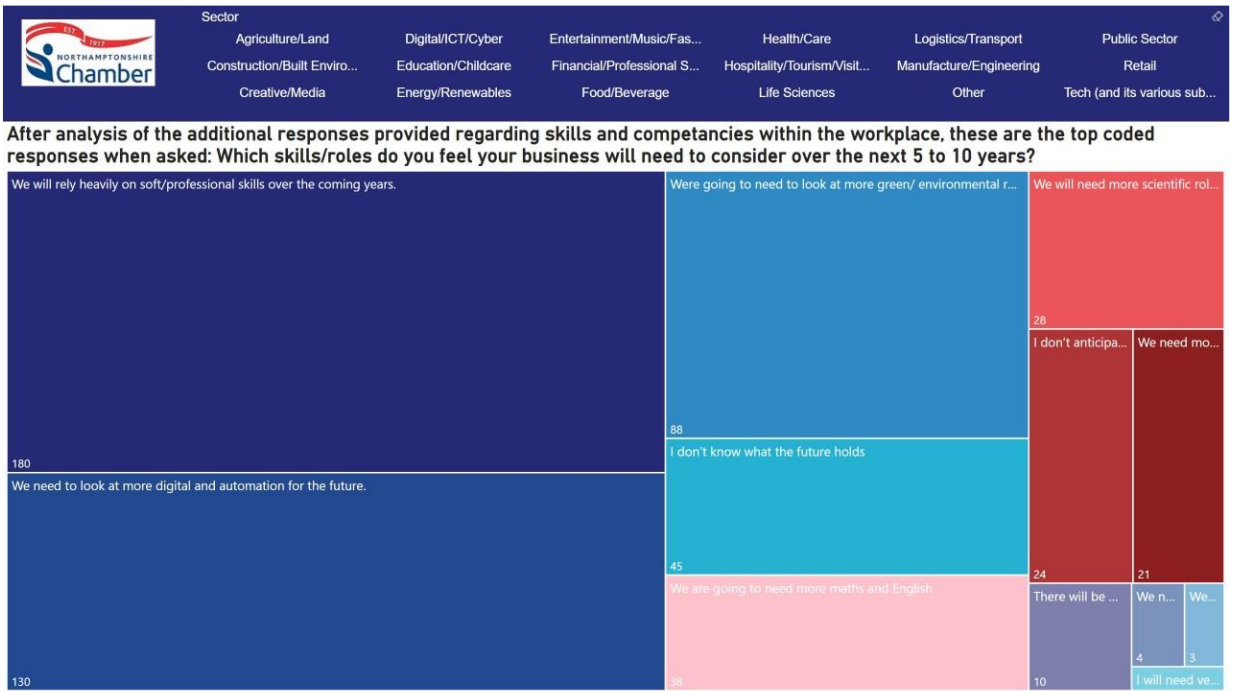 EST 1917
NORTHAMPTONSHIRE
Chamber
Sector
Agriculture/Land Digital/ICT/Cyber Entertainment/Music/Fas... Health/Care Logistics/Transport Public Sector
Construction/Built Enviro... Education/Childcare Financial/Professional S... Hospitality/Tourism/Visit... Manufacture/Engineering Retail
Creative/Media Energy/Renewables Food/Beverage Life Sciences Other Tech (and its various sub...
After analysis of the additional responses provided regarding skills and competancies within the workplace, these are the top coded
responses when asked: Which skills/roles do you feel your business will need to consider over the next 5 to 10 years?
We will rely heavily on soft/professional skills over the coming years.
180
We need to look at more digital and automation for the future.
130
Were going to need to look at more green/ environmental r...
88
I don't know what the future holds
45
We are going to need more maths and English
38
We will need more scientific rol...
28
I don't anticipa...
24
We need mo...
21
There will be ...
10
We n...
4
We...
3
I will need ve...